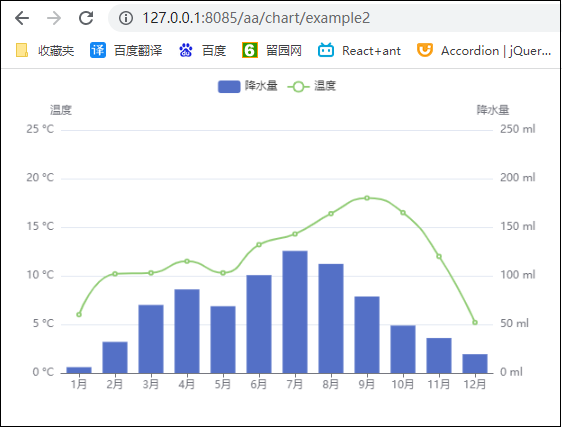 127.0.0.1:8085/aa/chart/example2
收藏夹 译 百度翻译 百度 6 留园网 React+ant Accordion | jQuer...
降水量 温度
温度 降水量
25 °C 250 ml
20 °C 200 ml
15 °C 150 ml
10 °C 100 ml
5 °C 50 ml
0 °C 0 ml
1月 2月 3月 4月 5月 6月 7月 8月 9月 10月 11月 12月